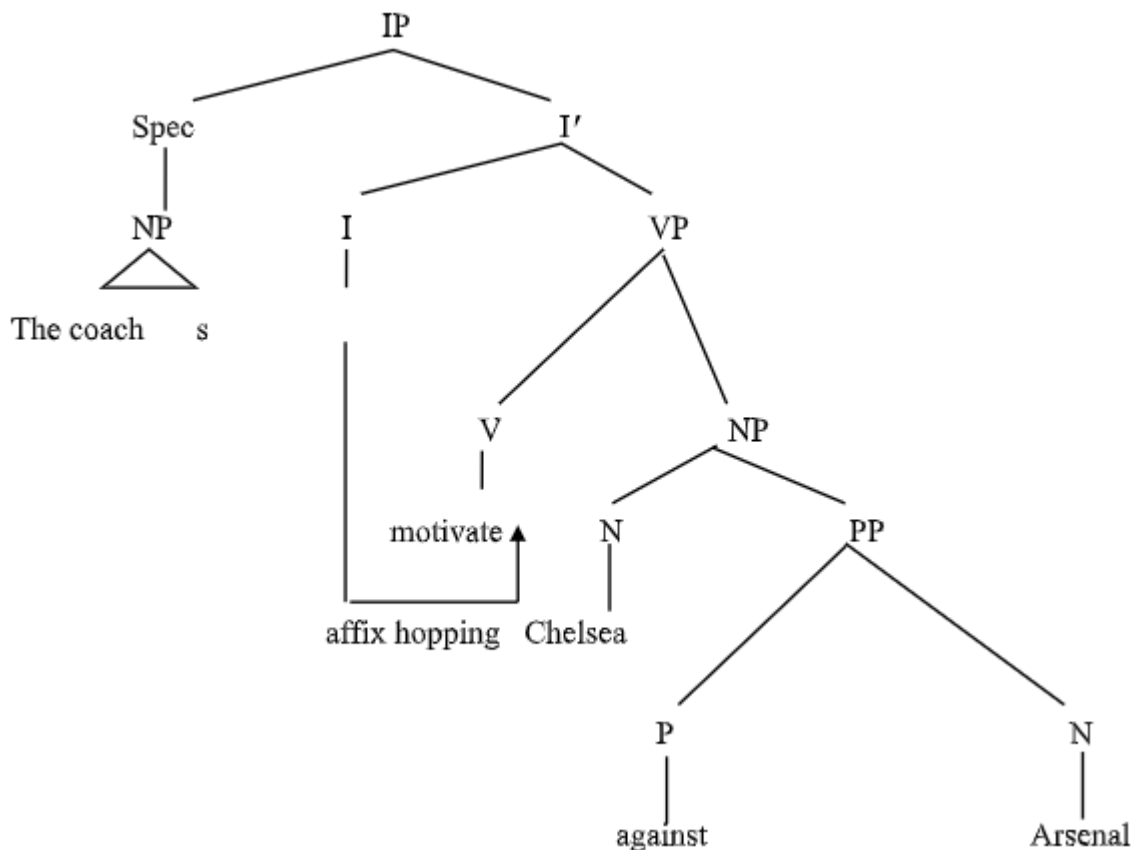 IP
Spec I′
NP I VP
The coach s
V NP
motivate N PP
affix hopping Chelsea
P N
against Arsenal